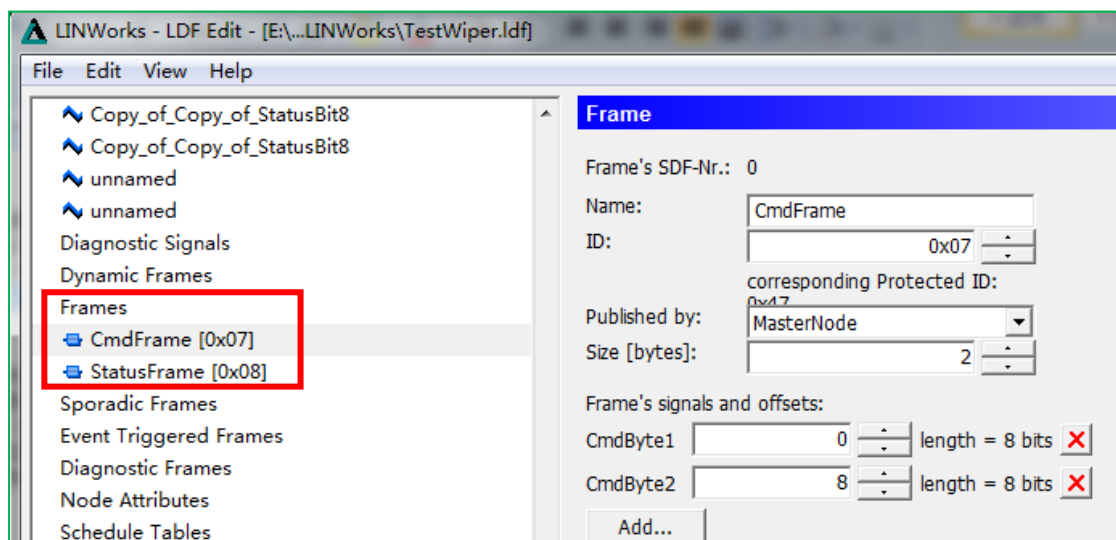 LINWorks - LDF Edit - [E:\...LINWorks\TestWiper.ldf]
File Edit View Help
Copy_of_Copy_of_StatusBit8
Copy_of_Copy_of_StatusBit8
unnamed
unnamed
Diagnostic Signals
Dynamic Frames
Frames
CmdFrame [0x07]
StatusFrame [0x08]
Sporadic Frames
Event Triggered Frames
Diagnostic Frames
Node Attributes
Schedule Tables
Frame
Frame's SDF-Nr.: 0
Name: CmdFrame
ID: 0x07
corresponding Protected ID:
0x47
Published by: MasterNode
Size [bytes]: 2
Frame's signals and offsets:
CmdByte1 0 length = 8 bits
CmdByte2 8 length = 8 bits
Add...